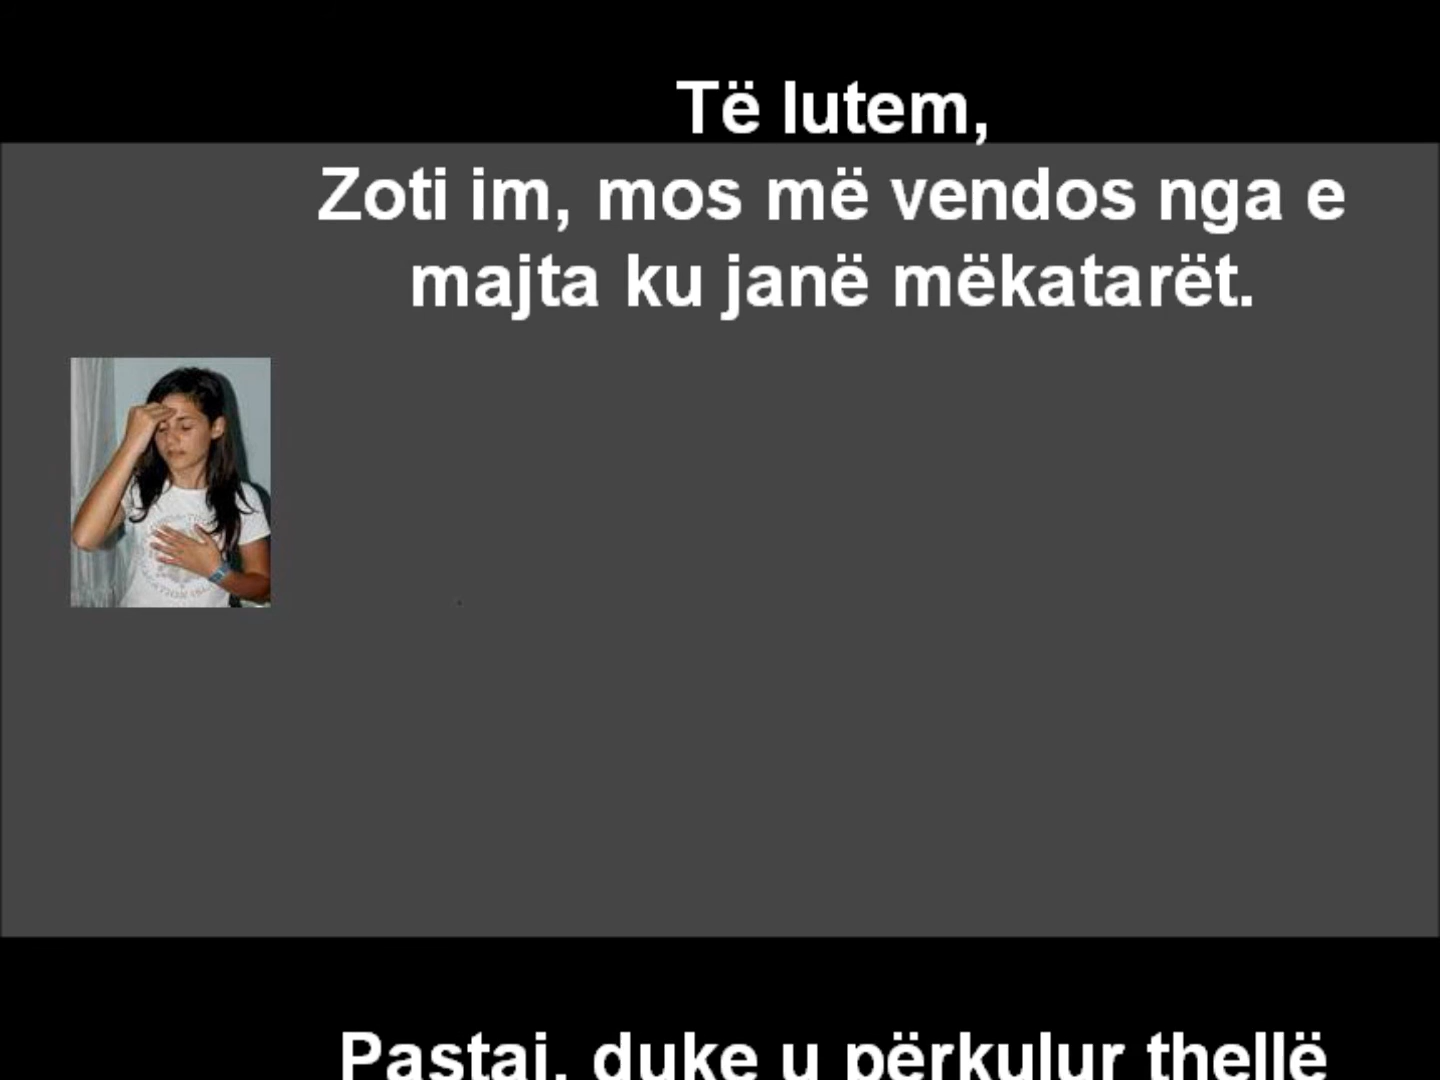 Të lutem,
Zoti im, mos më vendos nga e
majta ku janë mëkatarët.
Pastaj, duke u përkulur thellë